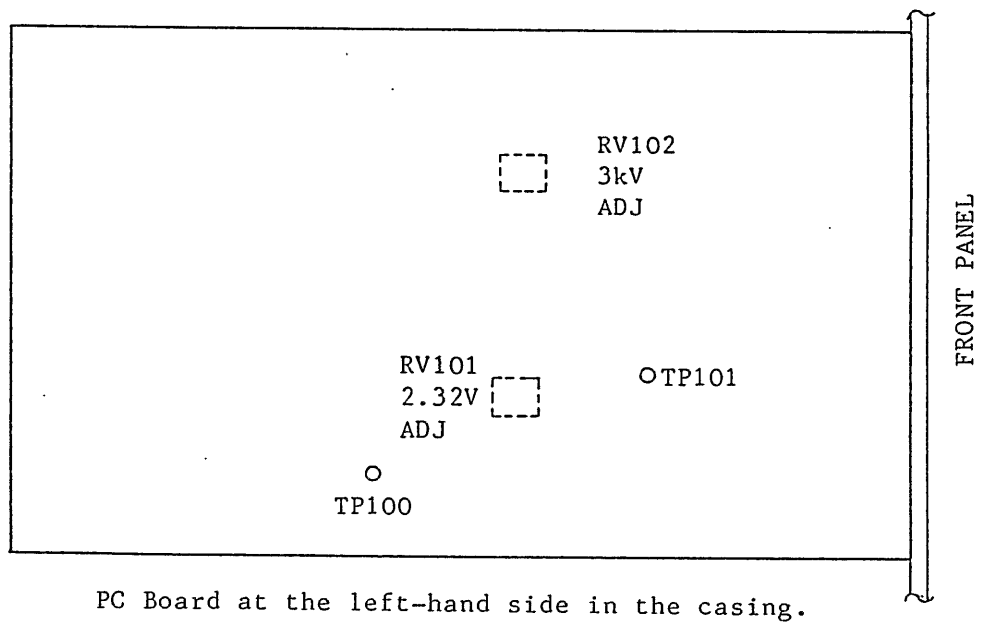 RV102
3kV
ADJ
FRONT PANEL
RV101
2.32V
ADJ
TP101
TP100
PC Board at the left-hand side in the casing.